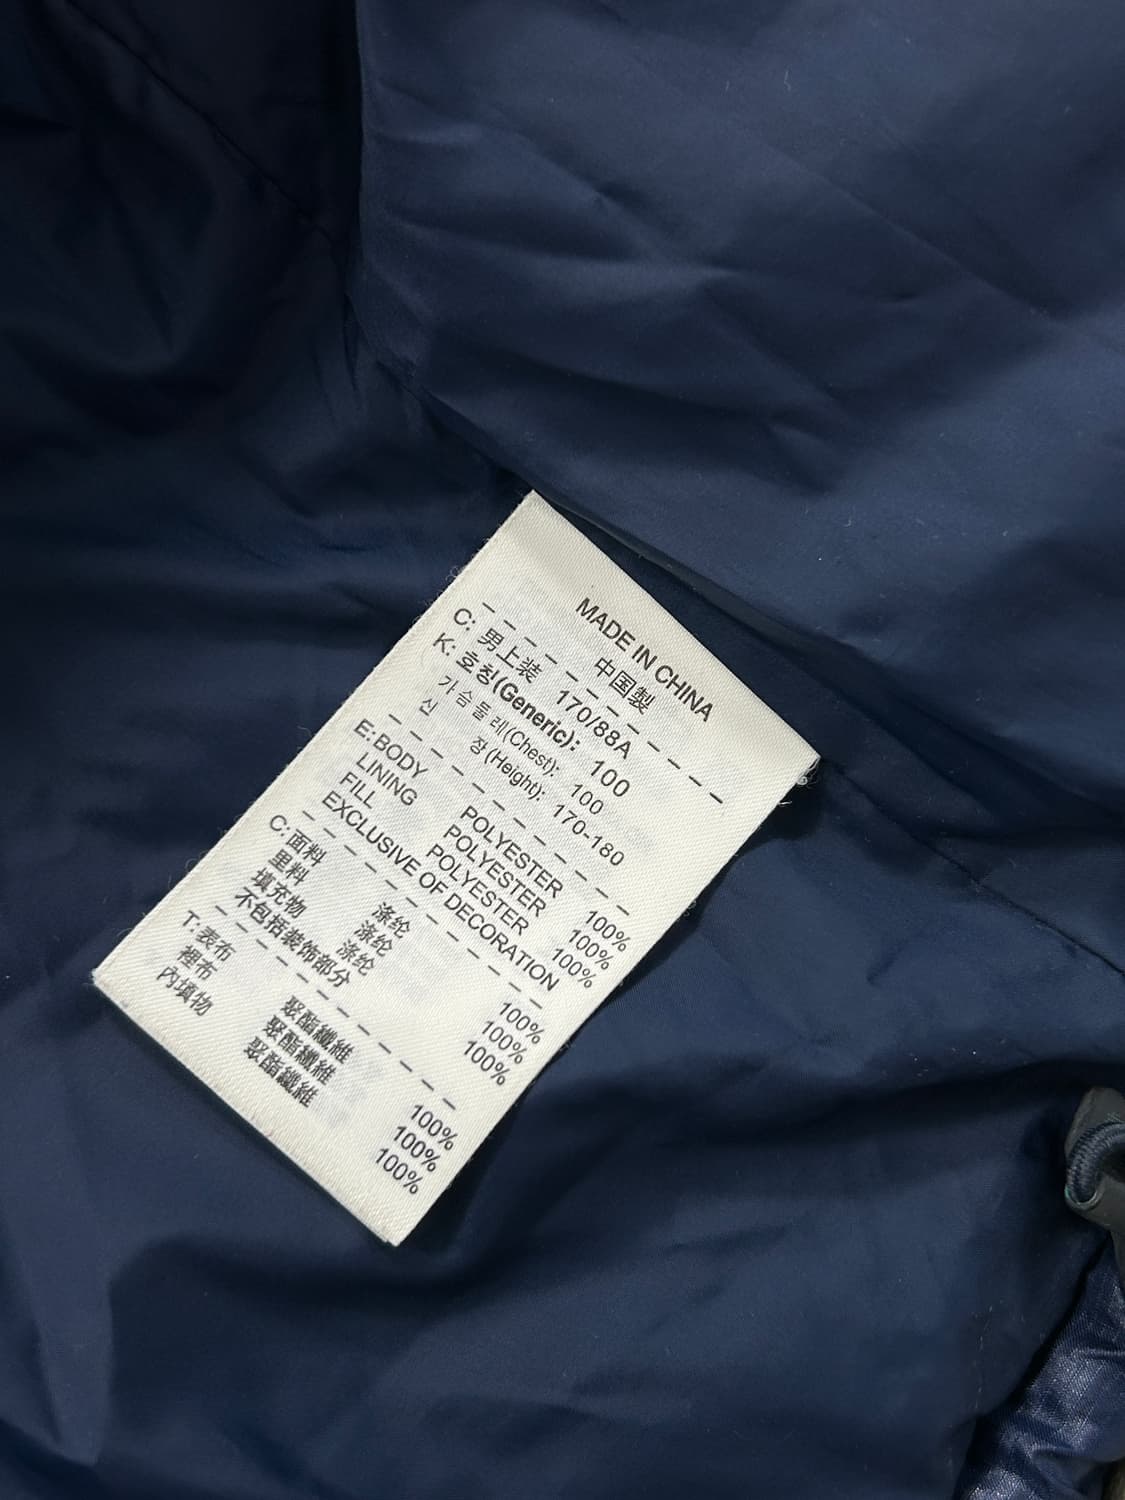 MADE IN CHINA
中国製
C: 男上装 170/88A
K: 호칭(Generic): 100
가슴둘레(Chest): 100
신 장(Height): 170-180
E:BODY POLYESTER 100%
LINING POLYESTER 100%
FILL POLYESTER 100%
EXCLUSIVE OF DECORATION
C:面料 涤纶 100%
里料 涤纶 100%
填充物 涤纶 100%
不包括装饰部分
T:表布 聚酯纖維 100%
裡布 聚酯纖維 100%
內填物 聚酯纖維 100%